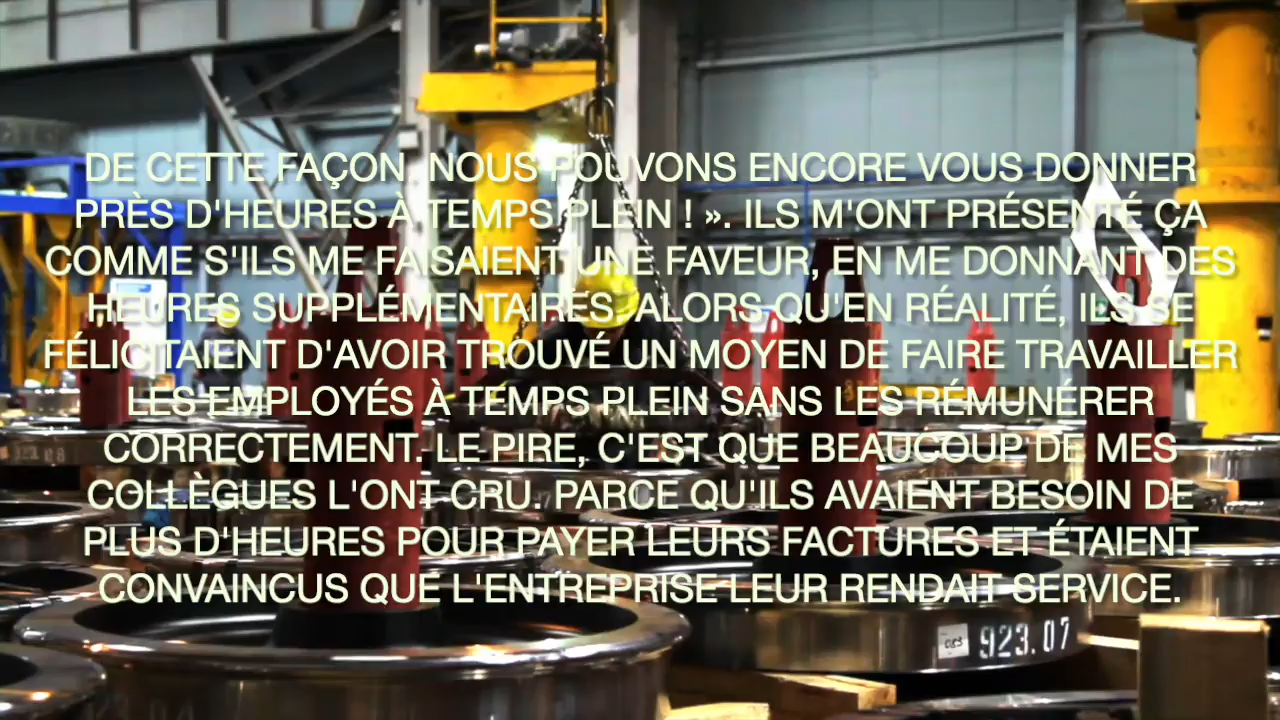 DE CETTE FAÇON, NOUS POUVONS ENCORE VOUS DONNER
PRÈS D'HEURES À TEMPS PLEIN ! ». ILS M'ONT PRÉSENTÉ ÇA
COMME S'ILS ME FAISAIENT UNE FAVEUR, EN ME DONNANT DES
HEURES SUPPLÉMENTAIRES, ALORS QU'EN RÉALITÉ, ILS SE
FÉLICITAIENT D'AVOIR TROUVÉ UN MOYEN DE FAIRE TRAVAILLER
LES EMPLOYÉS À TEMPS PLEIN SANS LES RÉMUNÉRER
CORRECTEMENT. LE PIRE, C'EST QUE BEAUCOUP DE MES
COLLÈGUES L'ONT CRU. PARCE QU'ILS AVAIENT BESOIN DE
PLUS D'HEURES POUR PAYER LEURS FACTURES ET ÉTAIENT
CONVAINCUS QUE L'ENTREPRISE LEUR RENDAIT SERVICE.
923.07